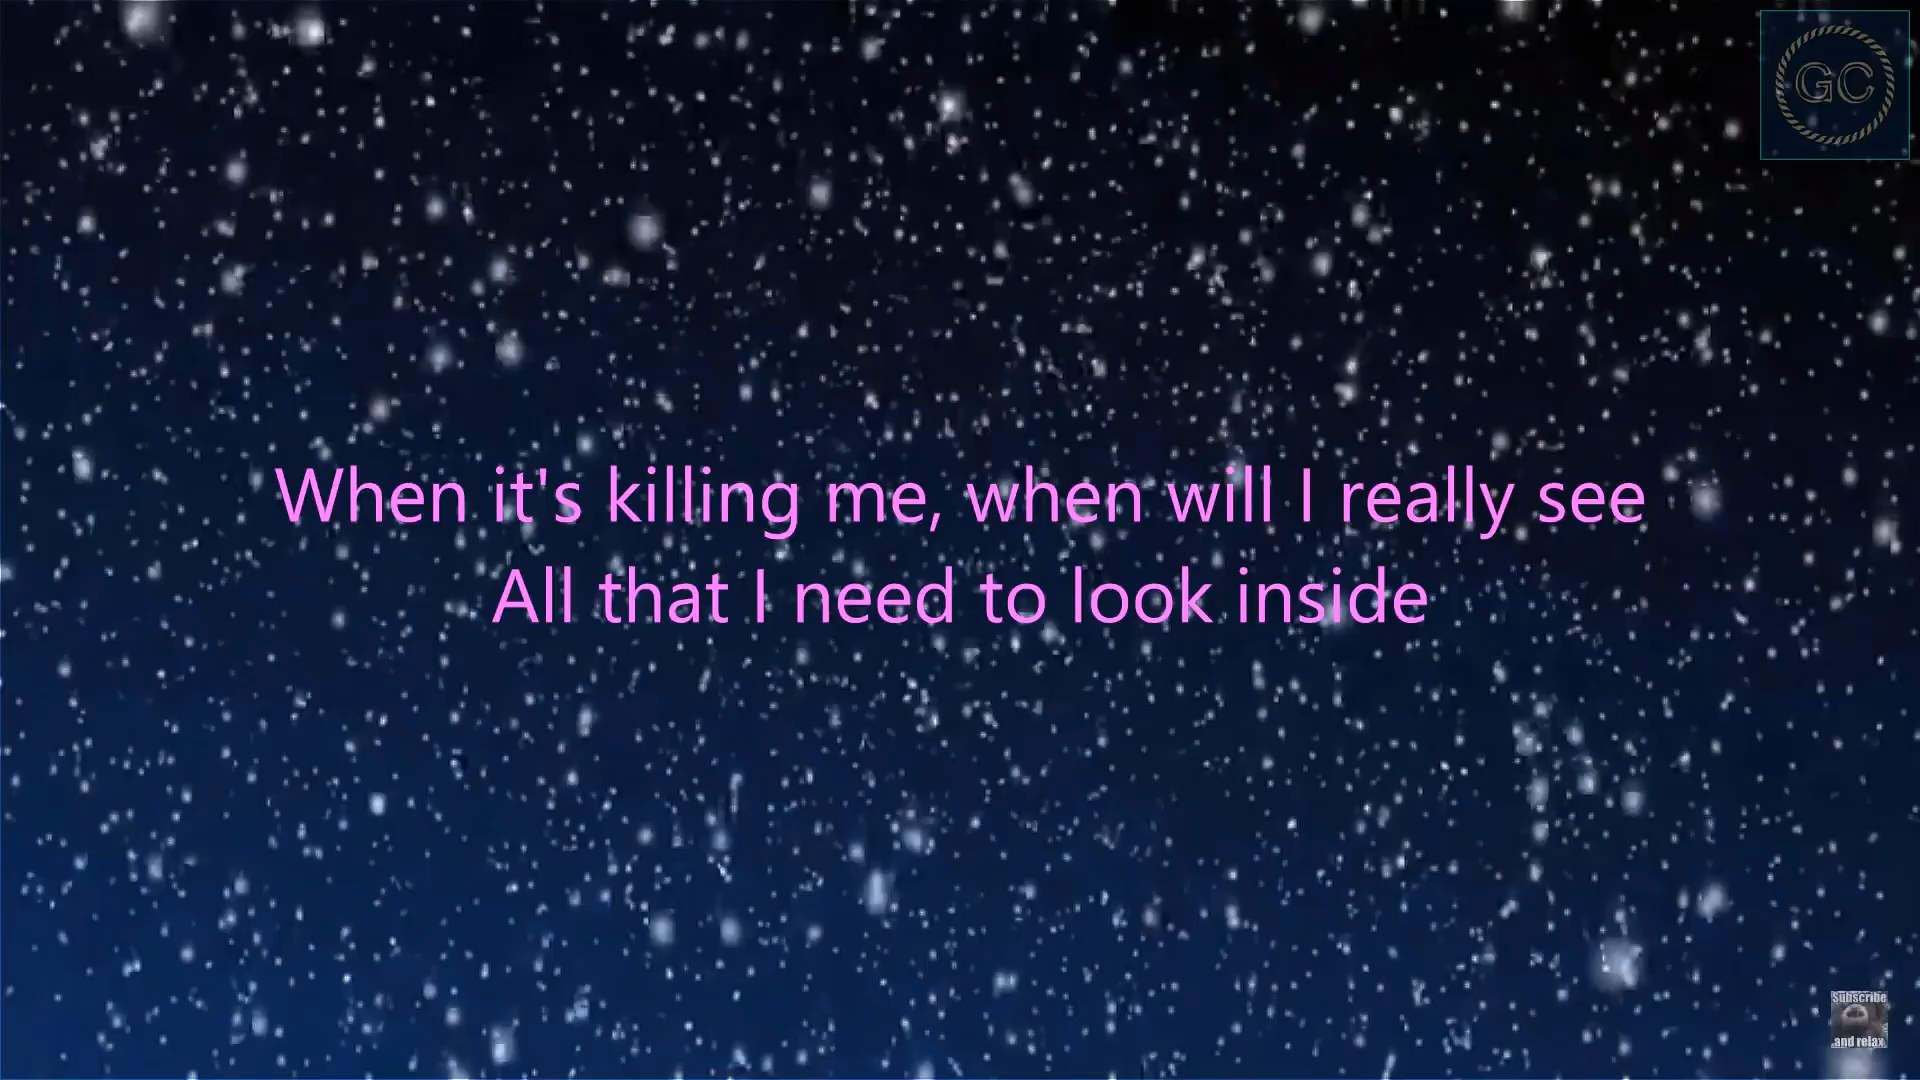 GC
When it's killing me, when will I really see
All that I need to look inside
Subscribe
and relax